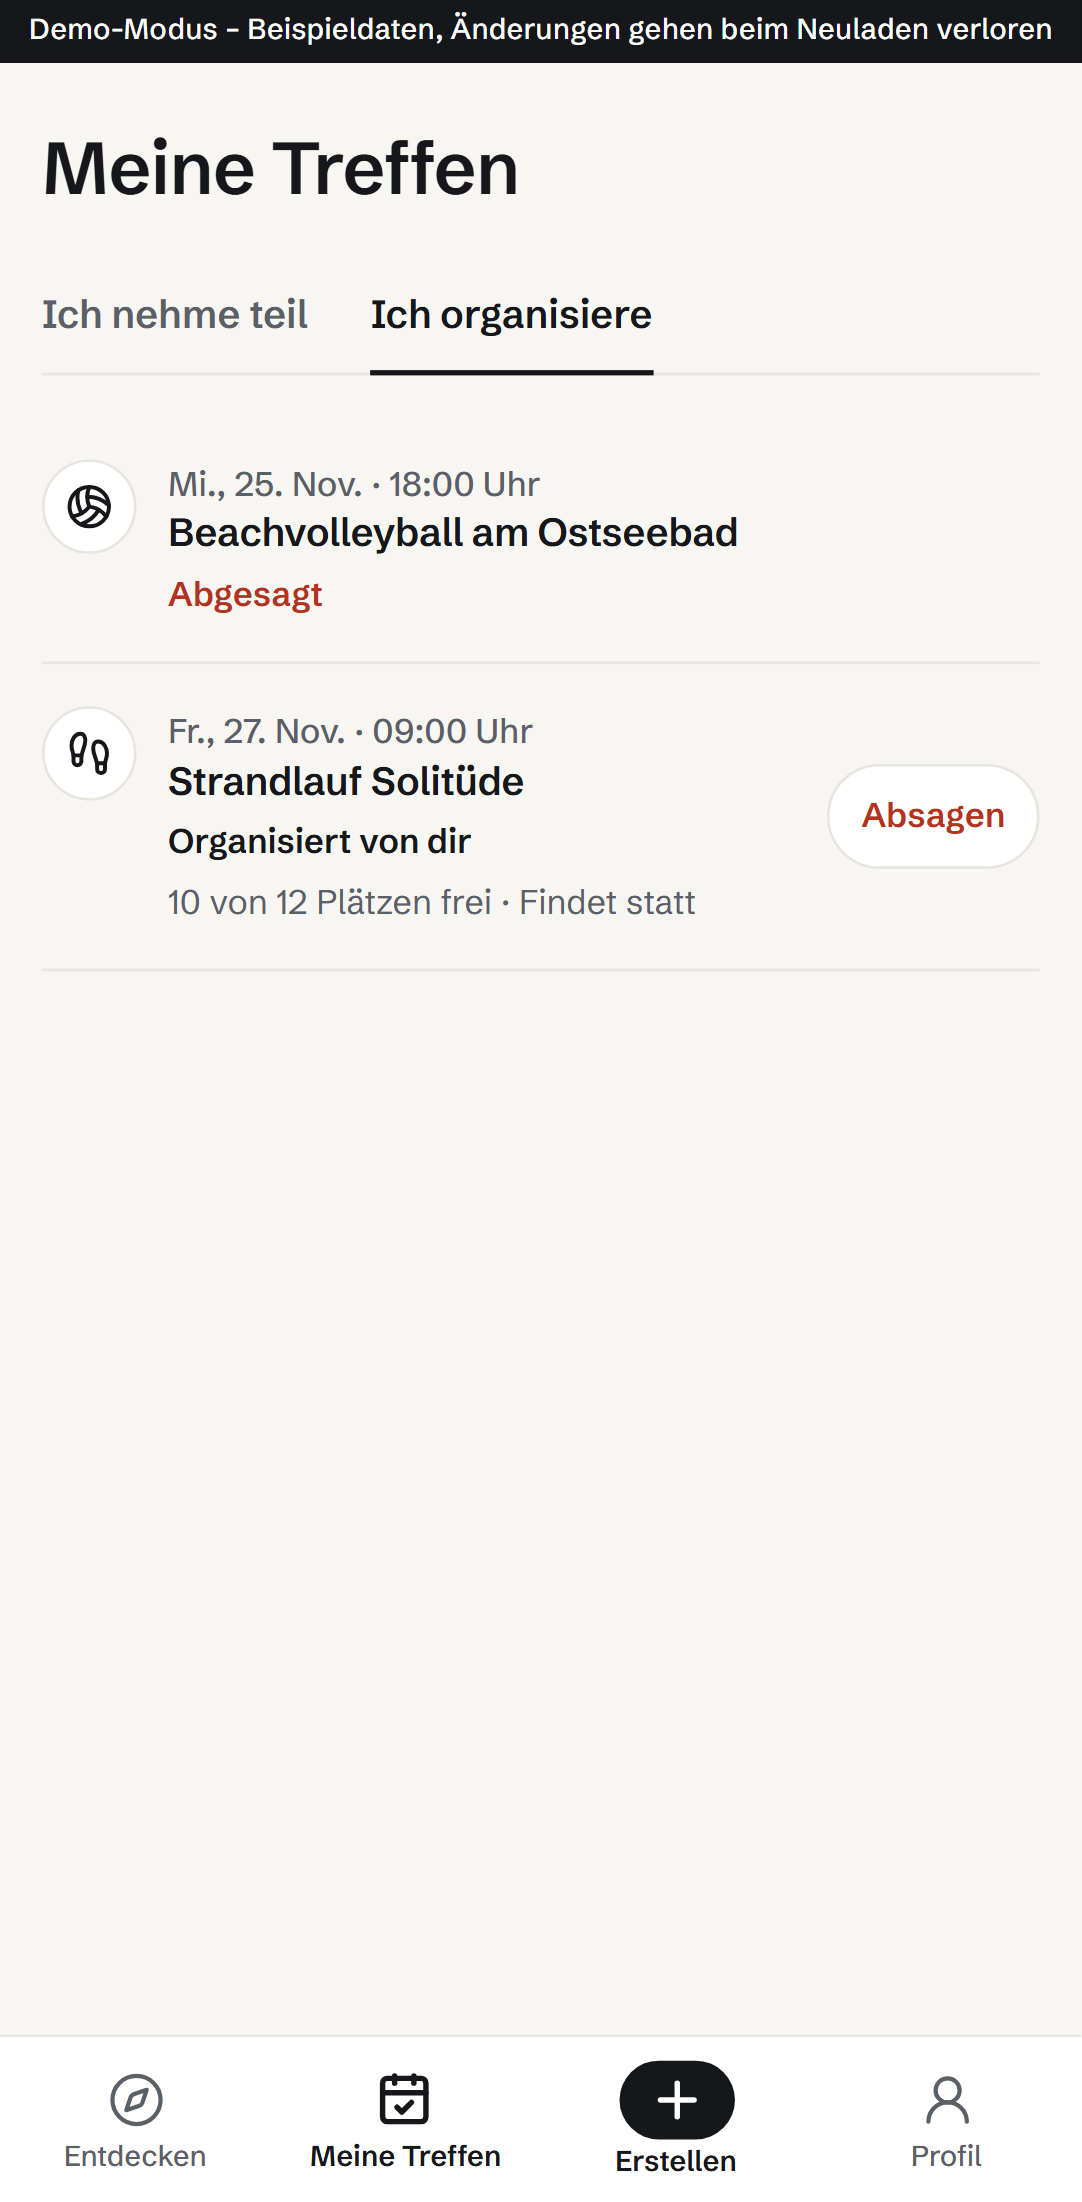 Demo-Modus – Beispieldaten, Änderungen gehen beim Neuladen verloren
Meine Treffen
Ich nehme teil
Ich organisiere
Mi., 25. Nov. · 18:00 Uhr
Beachvolleyball am Ostseebad
Abgesagt
Fr., 27. Nov. · 09:00 Uhr
Strandlauf Solitüde
Organisiert von dir
10 von 12 Plätzen frei · Findet statt
Absagen
Entdecken
Meine Treffen
Erstellen
Profil